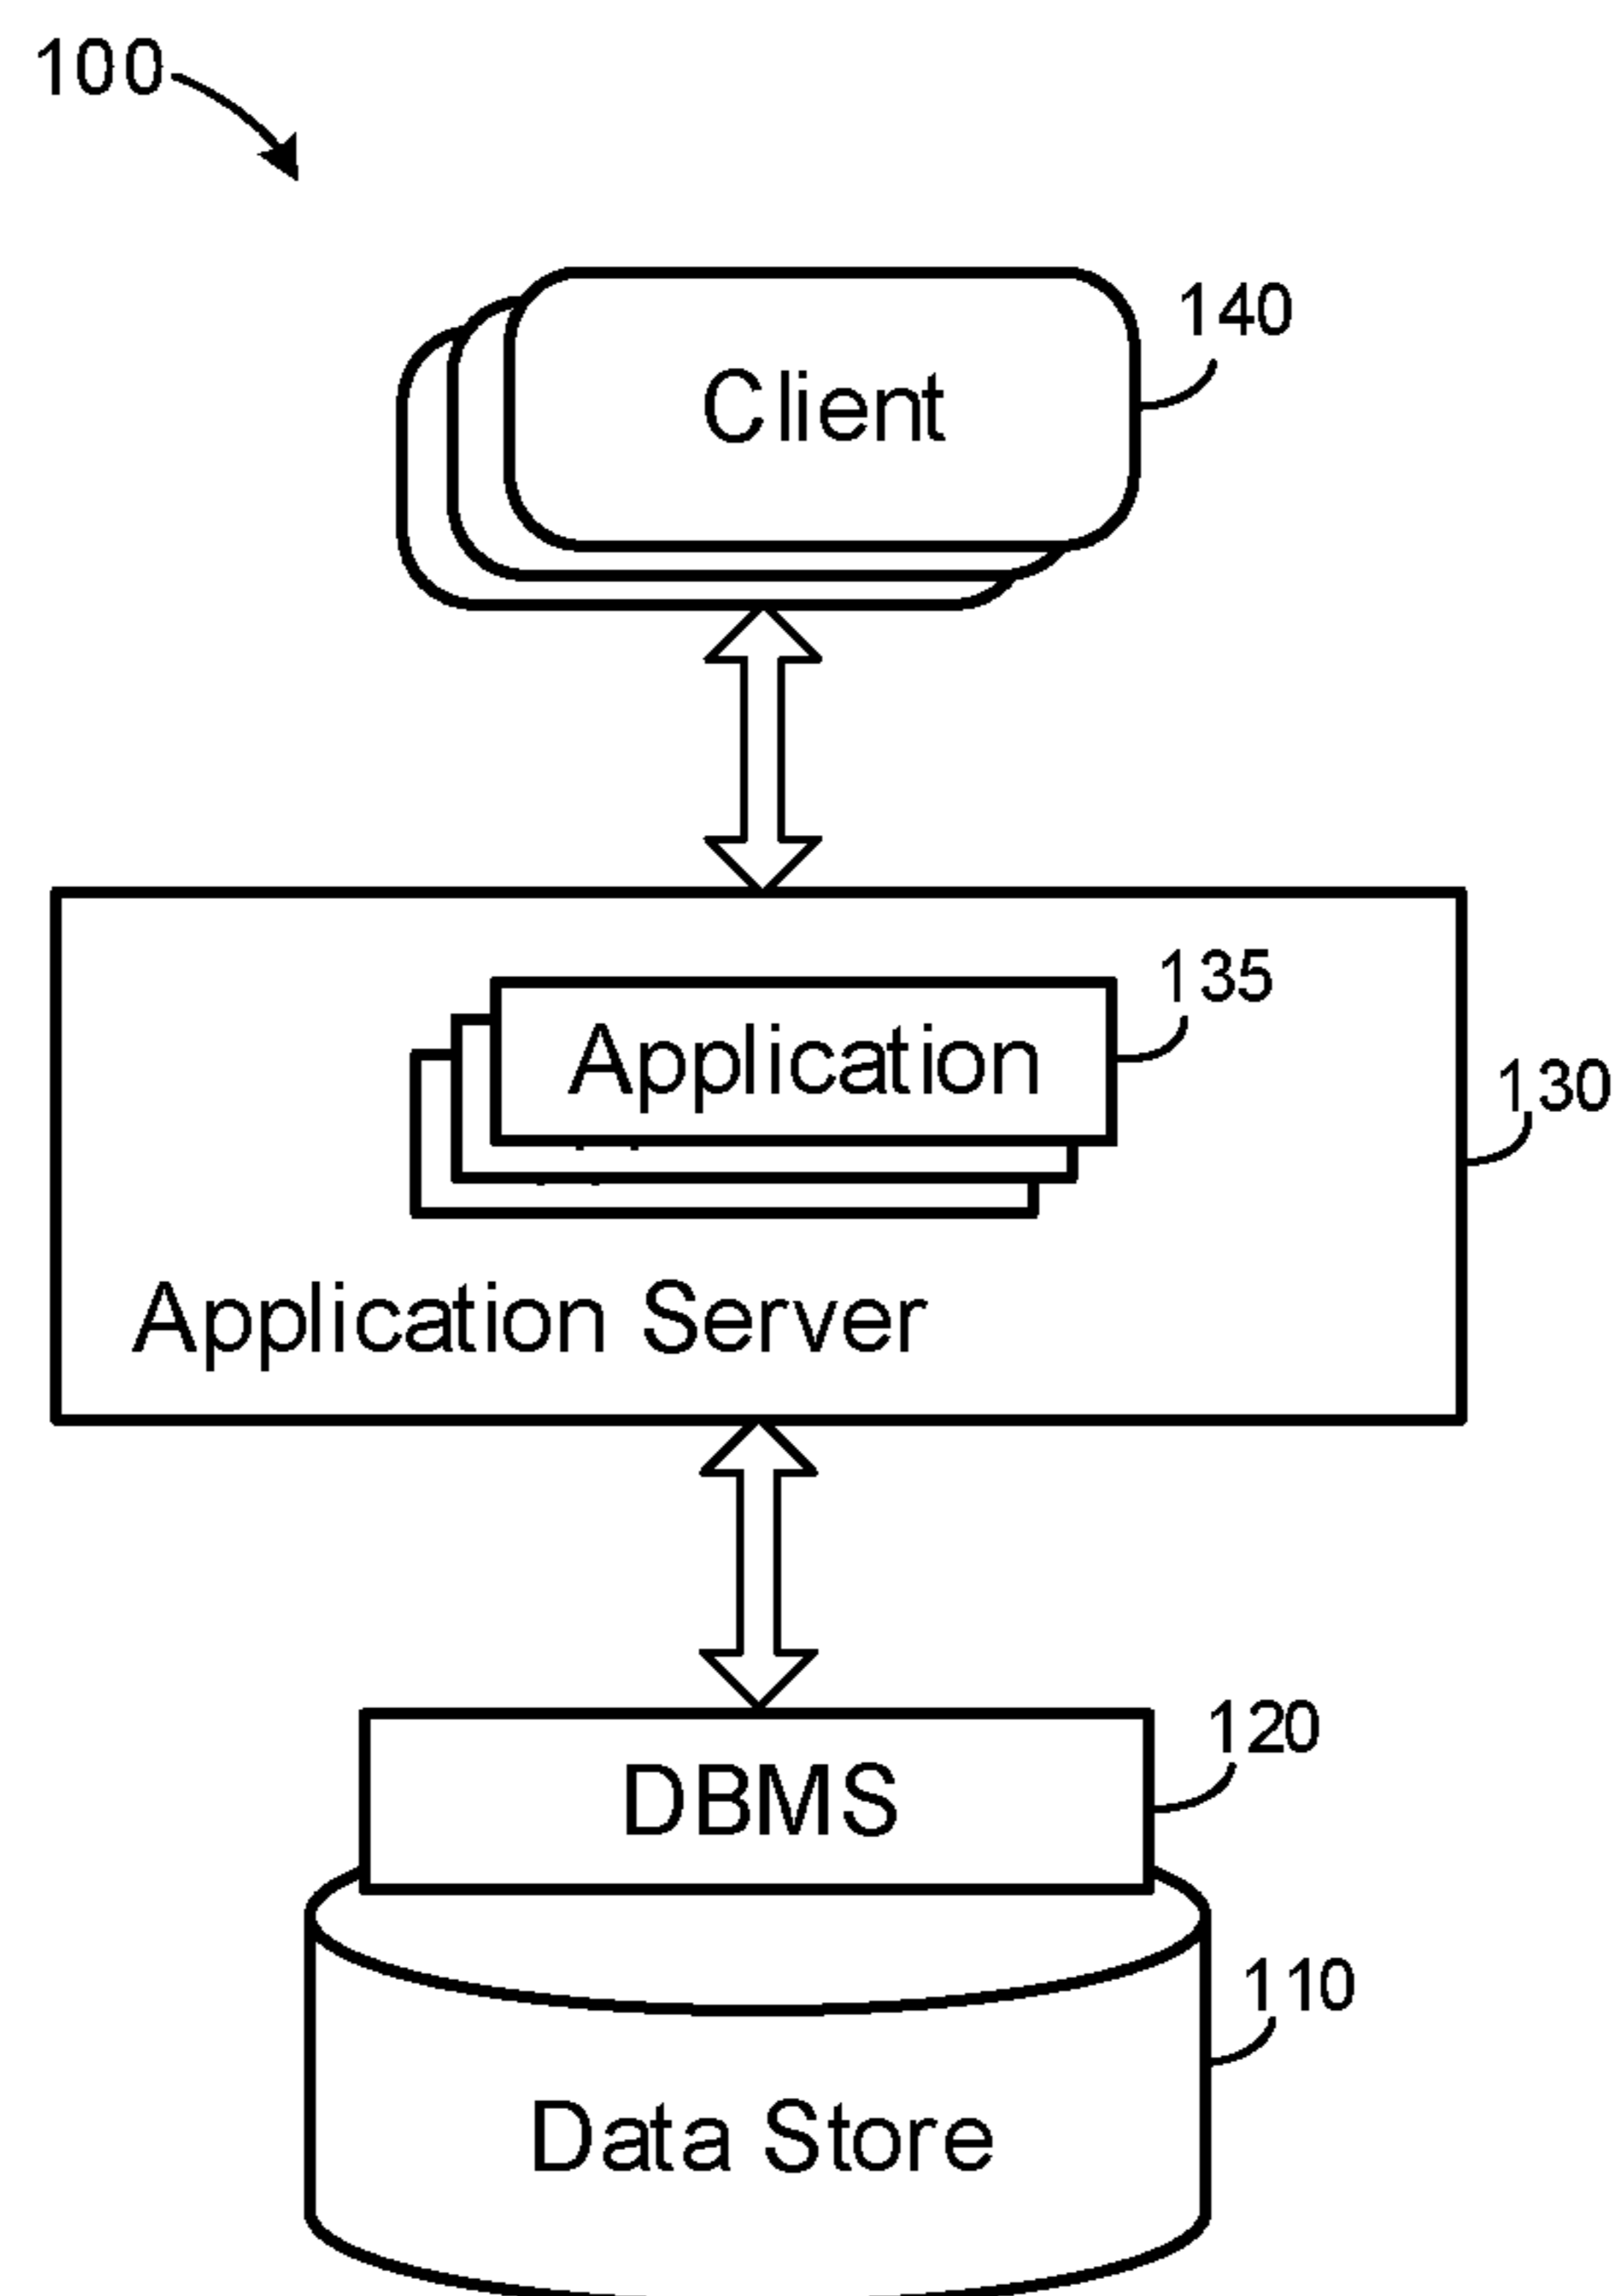 100
140
Client
135
Application
130
Application Server
120
DBMS
110
Data Store